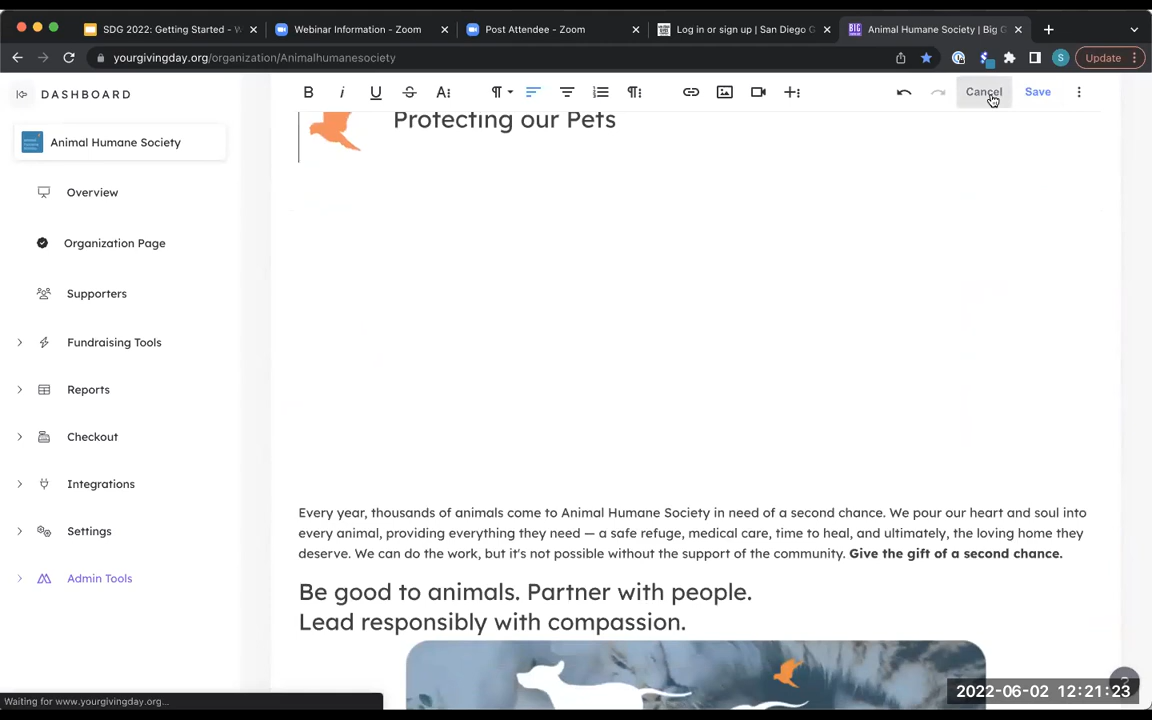 SDG 2022: Getting Started - W
Webinar Information - Zoom
Post Attendee - Zoom
Log in or sign up | San Diego G
Animal Humane Society | Big G
yourgivingday.org/organization/Animalhumanesociety
S
Update
DASHBOARD
Cancel
Save
Animal Humane Society
Overview
Organization Page
Supporters
Fundraising Tools
Reports
Checkout
Integrations
Settings
Admin Tools
Protecting our Pets
Every year, thousands of animals come to Animal Humane Society in need of a second chance. We pour our heart and soul into
every animal, providing everything they need — a safe refuge, medical care, time to heal, and ultimately, the loving home they
deserve. We can do the work, but it's not possible without the support of the community. Give the gift of a second chance.
Be good to animals. Partner with people.
Lead responsibly with compassion.
Waiting for www.yourgivingday.org...
2022-06-02 12:21:23